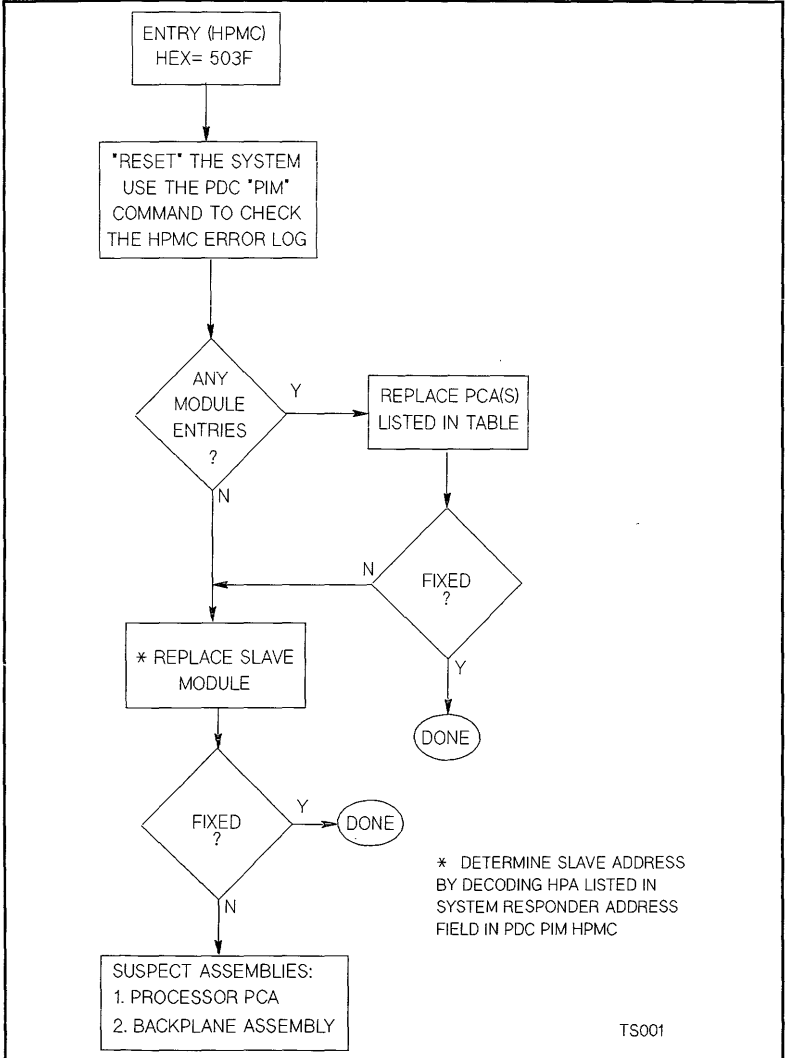 ENTRY (HPMC)
HEX= 503F
"RESET" THE SYSTEM
USE THE PDC "PIM"
COMMAND TO CHECK
THE HPMC ERROR LOG
ANY
MODULE
ENTRIES
?
Y
N
REPLACE PCA(S)
LISTED IN TABLE
FIXED
?
N
Y
DONE
* REPLACE SLAVE
MODULE
FIXED
?
Y
DONE
N
SUSPECT ASSEMBLIES:
1. PROCESSOR PCA
2. BACKPLANE ASSEMBLY
* DETERMINE SLAVE ADDRESS
BY DECODING HPA LISTED IN
SYSTEM RESPONDER ADDRESS
FIELD IN PDC PIM HPMC
TS001